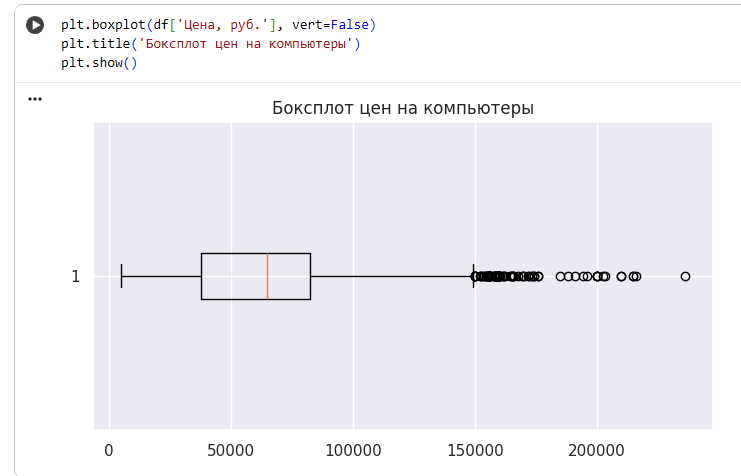 plt.boxplot(df['Цена, руб.'], vert=False)
plt.title('Боксплот цен на компьютеры')
plt.show()
Боксплот цен на компьютеры
1
0 50000 100000 150000 200000